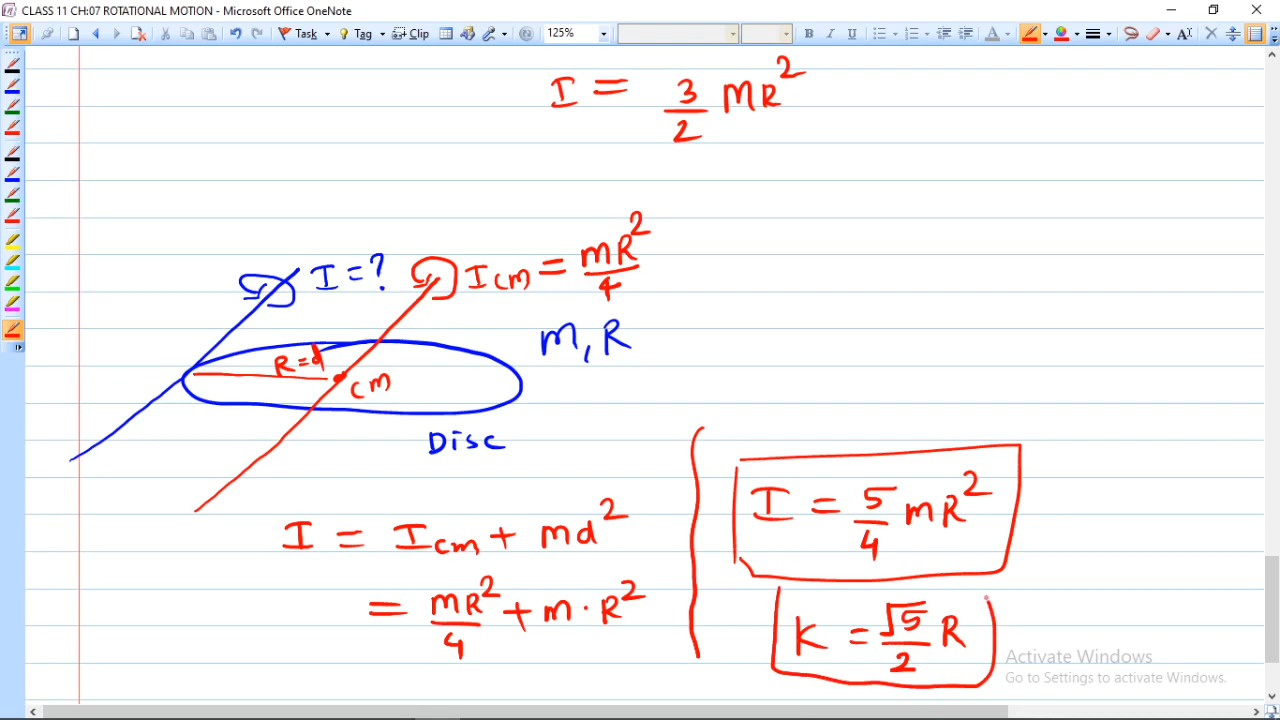 CLASS 11 CH:07 ROTATIONAL MOTION - Microsoft Office OneNote
Task Tag Clip 125% B I U A
I = 3/2 mR²
I = ? Icm = mR²/4
m, R
R = d
cm
Disc
I = Icm + md²
= mR²/4 + m · R²
I = 5/4 mR²
K = √5/2 R
Activate Windows
Go to Settings to activate Windows.